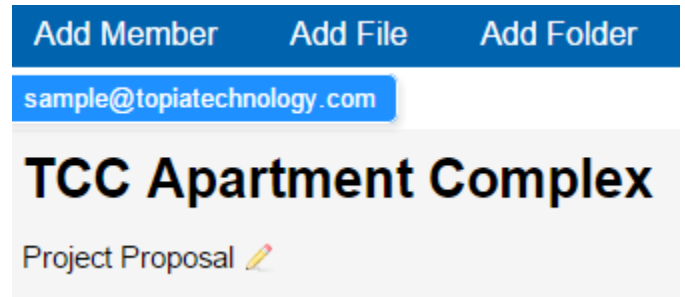 Add Member Add File Add Folder
sample@topiatechnology.com
TCC Apartment Complex
Project Proposal